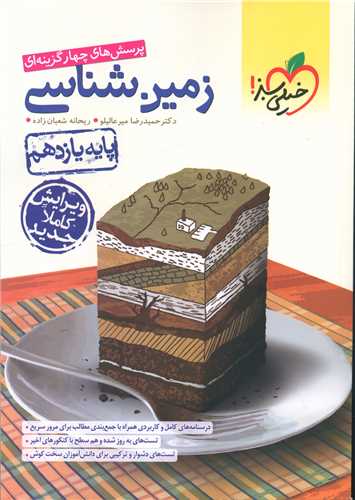 پرسش‌های چهارگزینه‌ای
خیلی سبز!
زمین‌شناسی
دکتر حمیدرضا میرعالیلو • ریحانه شعبان‌زاده •
پایه یازدهم
ویرایش
کاملاً
جدید
• درسنامه‌های کامل و کاربردی همراه با جمع‌بندی مطالب برای مرور سریع
• تست‌های به روز شده و هم سطح با کنکورهای اخیر
• تست‌های دشوار و ترکیبی برای دانش‌آموزان سخت کوش